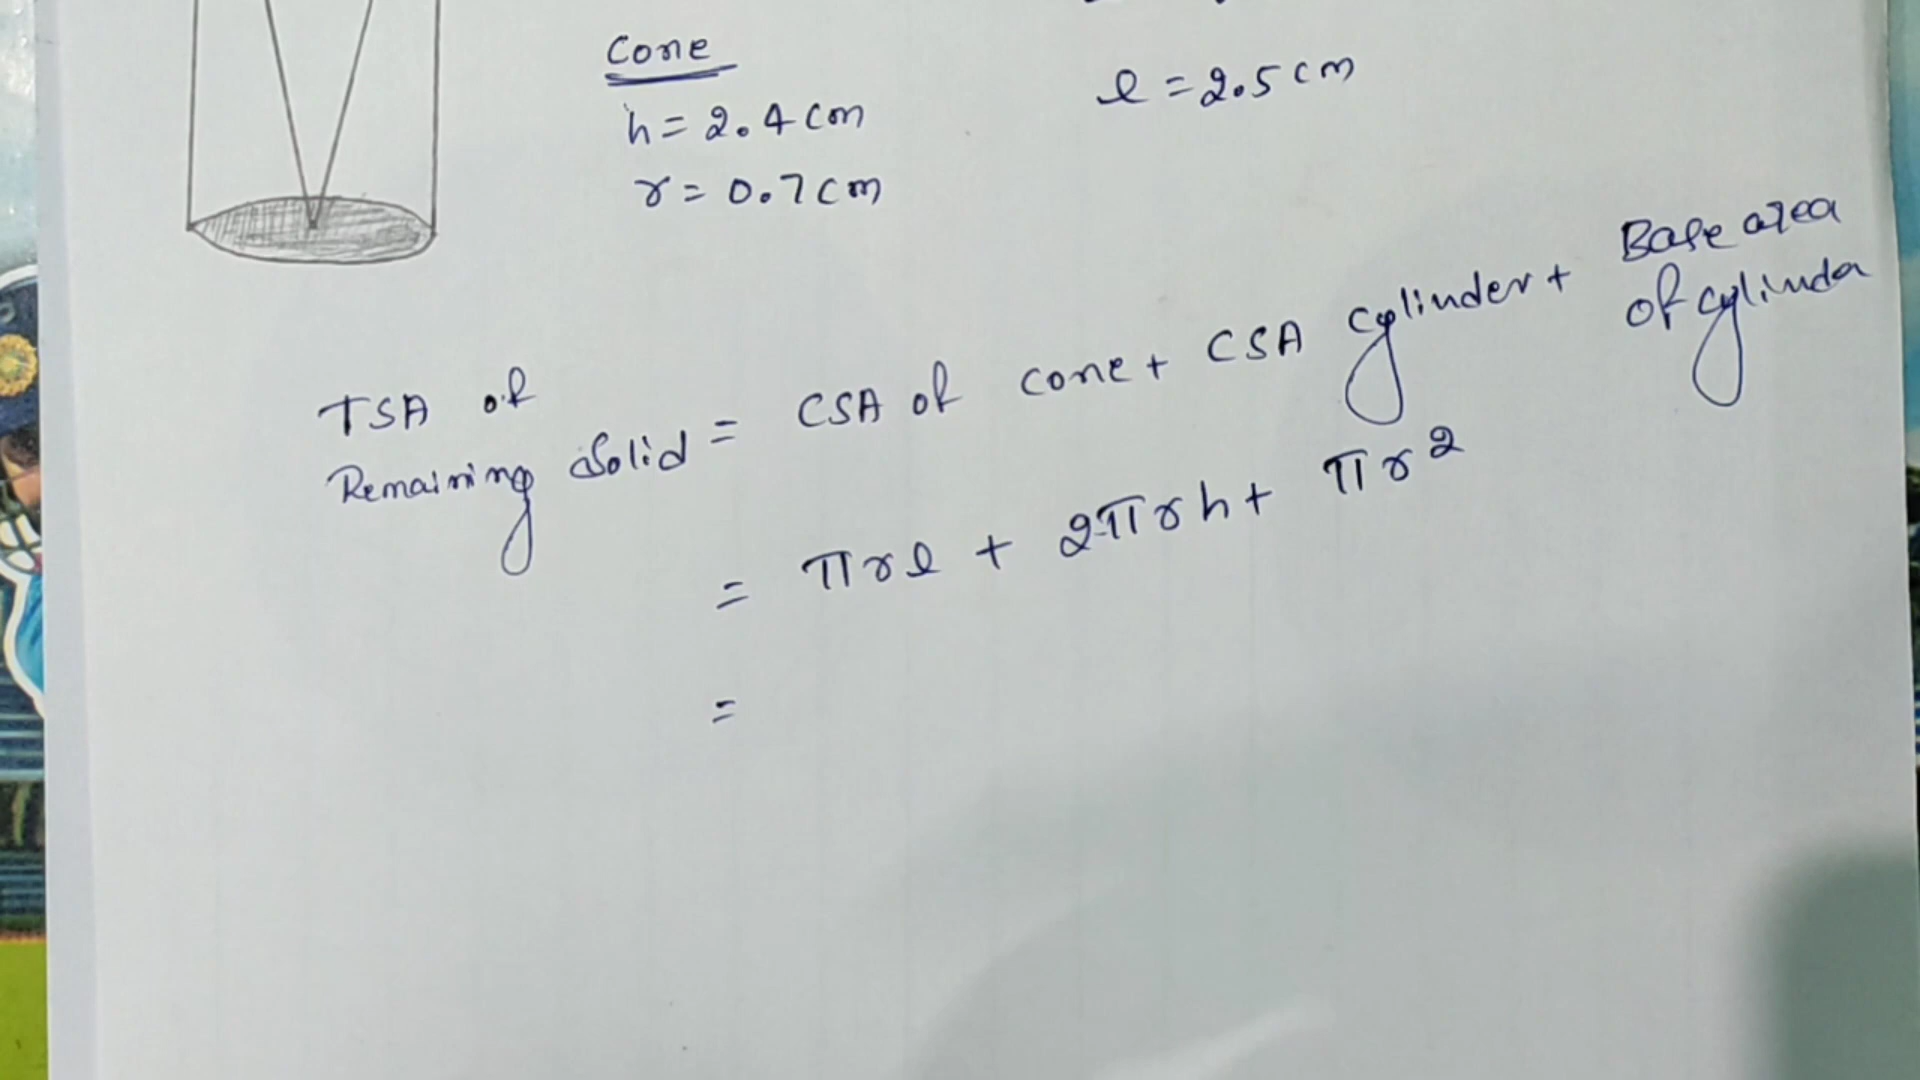 Cone
h = 2.4 cm
r = 0.7 cm
l = 2.5 cm
TSA of
Remaining Solid = CSA of cone + CSA cylinder + Base area of cylinder
= πrl + 2πrh + πr²
=